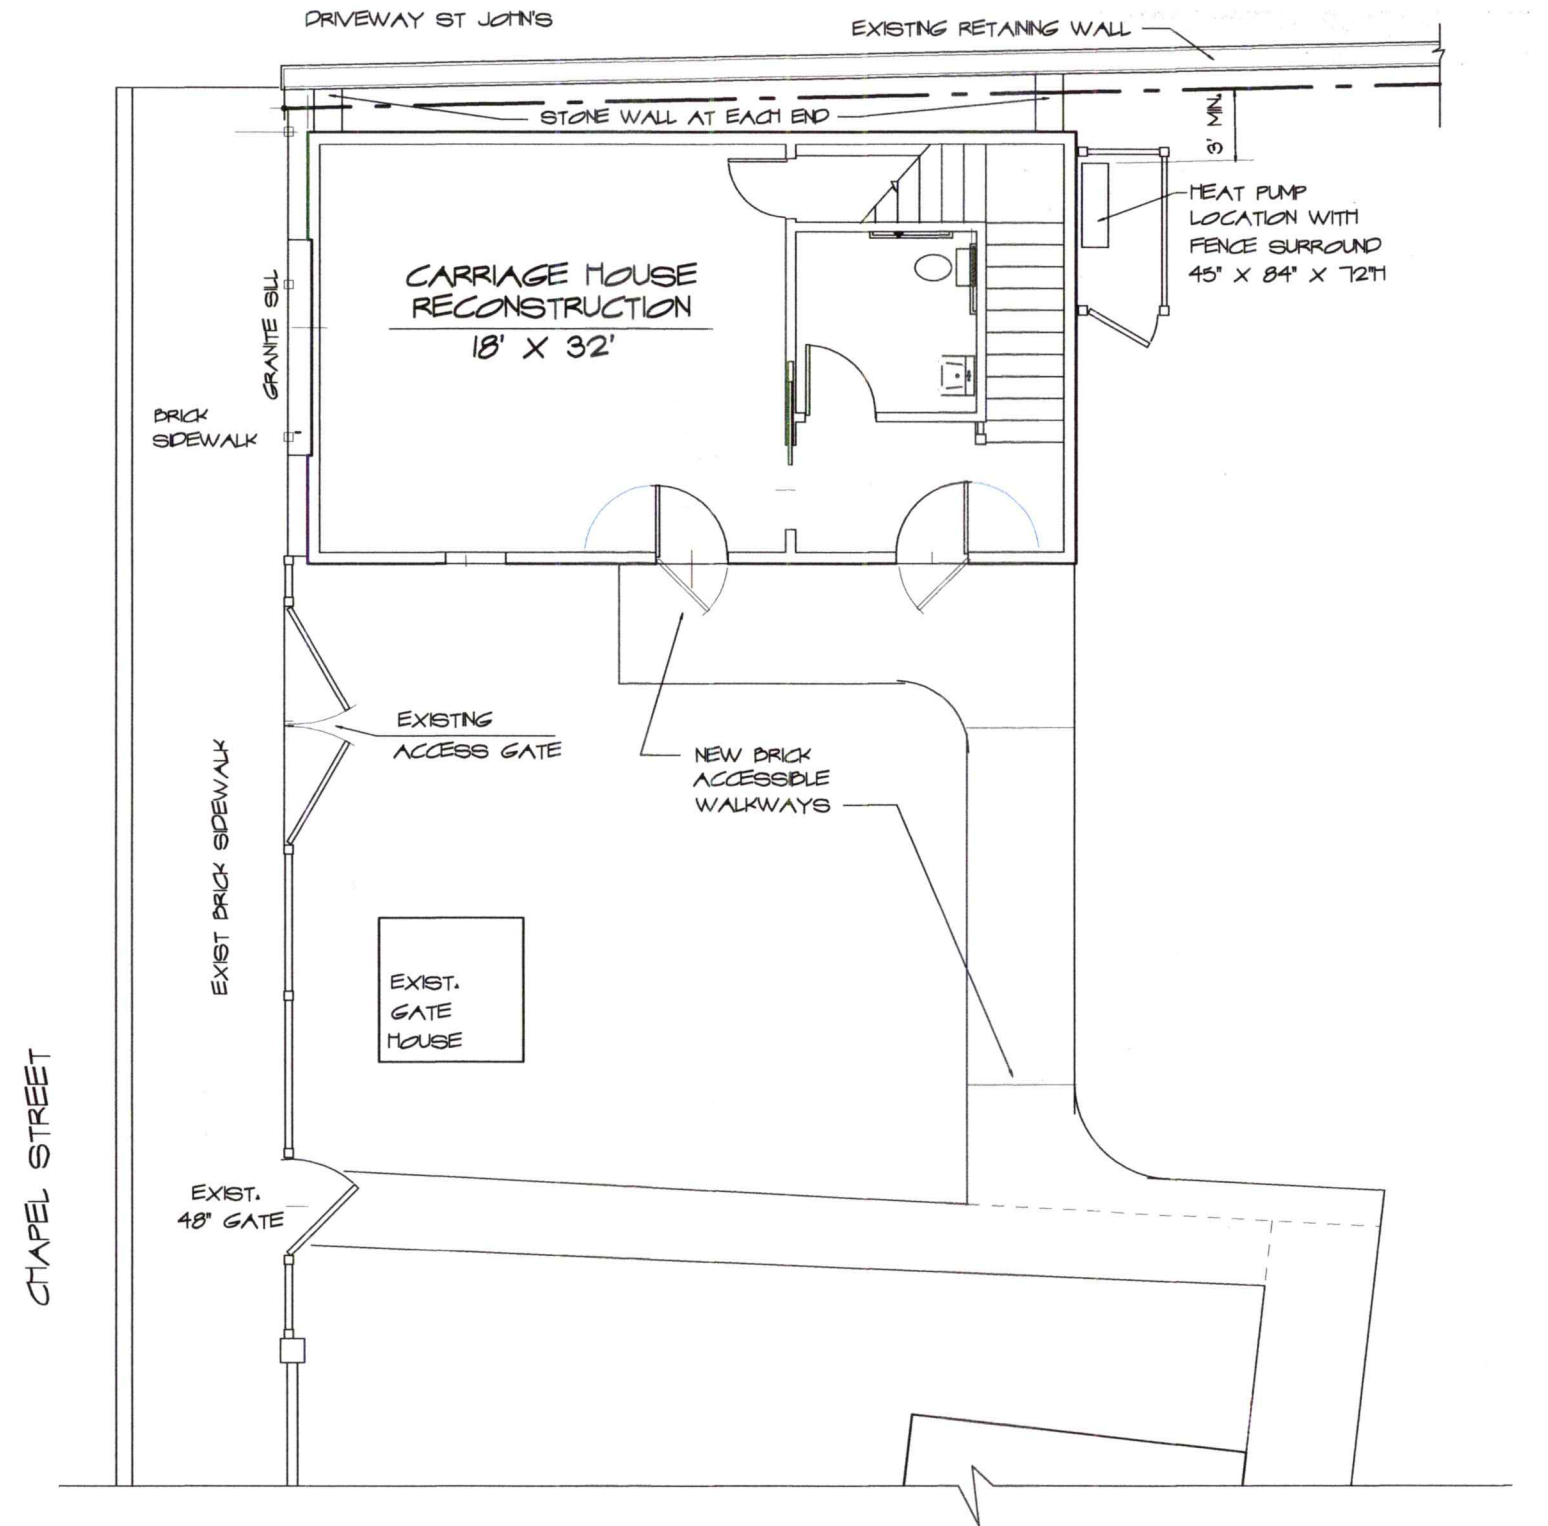 DRIVEWAY ST JOHN'S
EXISTING RETAINING WALL
STONE WALL AT EACH END
3' MIN.
HEAT PUMP
LOCATION WITH
FENCE SURROUND
45" X 84" X 72"H
CARRIAGE HOUSE
RECONSTRUCTION
18' X 32'
GRANITE SILL
BRICK
SIDEWALK
EXISTING
ACCESS GATE
NEW BRICK
ACCESSIBLE
WALKWAYS
EXIST BRICK SIDEWALK
EXIST.
GATE
HOUSE
CHAPEL STREET
EXIST.
48" GATE